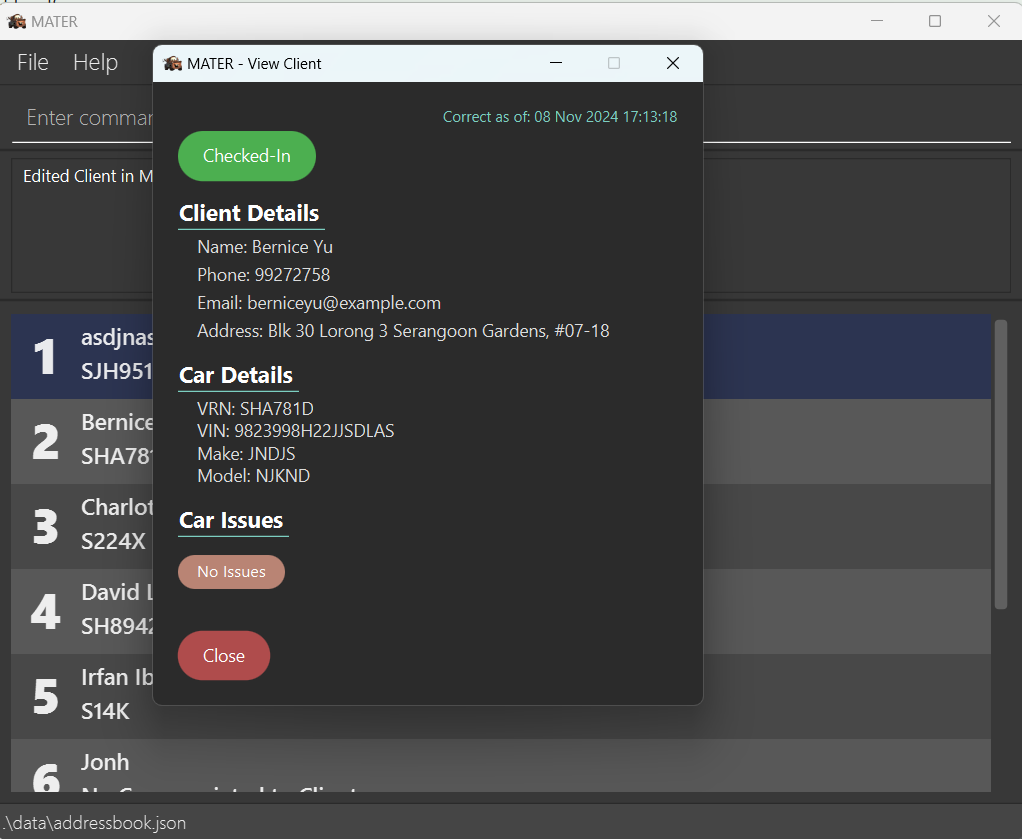 MATER
File Help
MATER - View Client
Enter
Correct as of: 08 Nov 2024 17:13:18
Checked-In
Edited Client in
Client Details
Name: Bernice Yu
Phone: 99272758
Email: berniceyu@example.com
Address: Blk 30 Lorong 3 Serangoon Gardens, #07-18
Car Details
VRN: SHA781D
VIN: 9823998H22JJSDLAS
Make: JNDJS
Model: NJKND
Car Issues
No Issues
Close
1
asdjnas
SJH951
2
Bernice
SHA781
3
Charlot
S224X
4
David L
SH8942
5
Irfan Ib
S14K
6
Jonh
.\data\addressbook.json